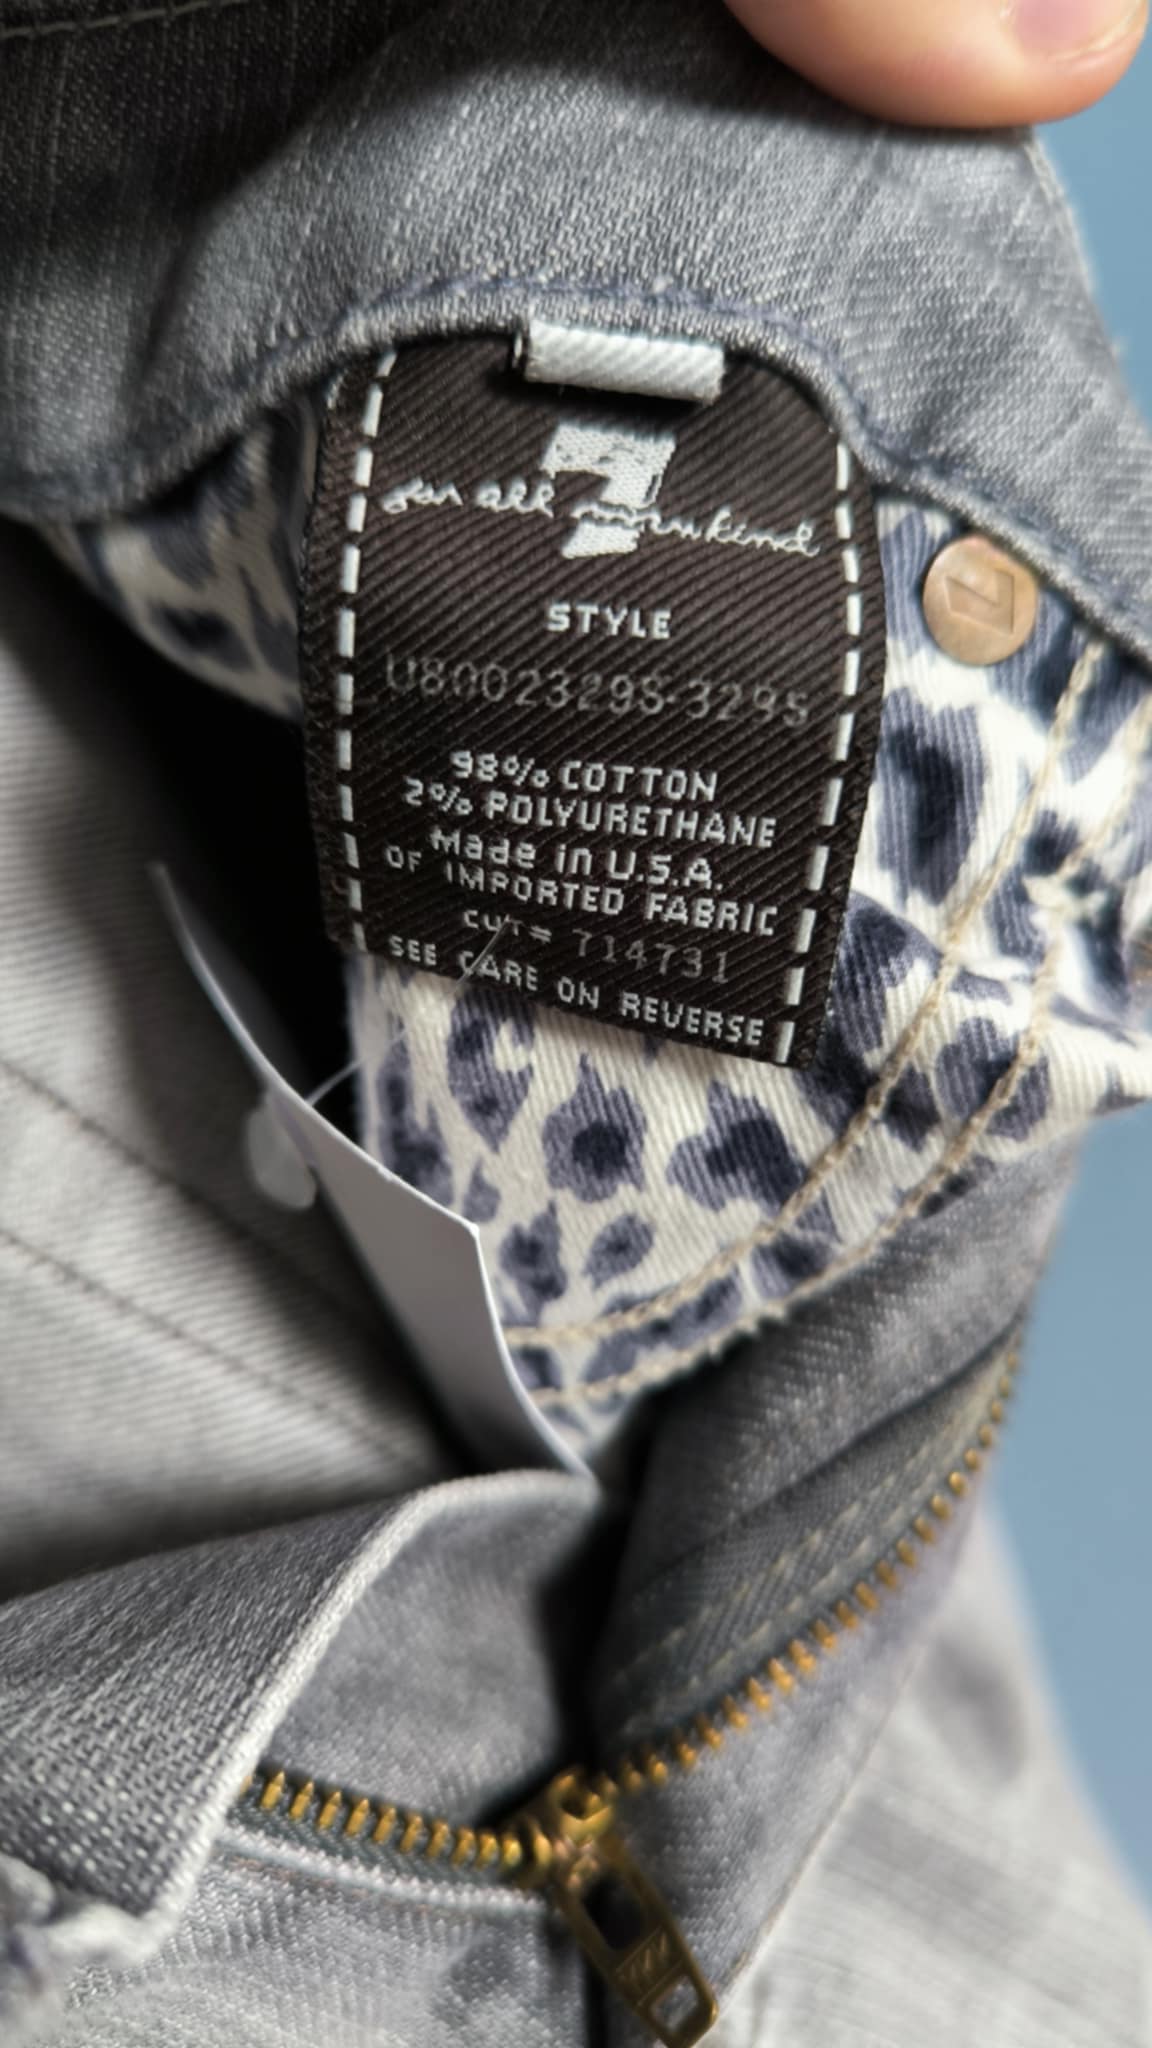 7
for all mankind
STYLE
U8002329S-329S
98% COTTON
2% POLYURETHANE
Made in U.S.A.
OF IMPORTED FABRIC
CUT# 714731
SEE CARE ON REVERSE
7